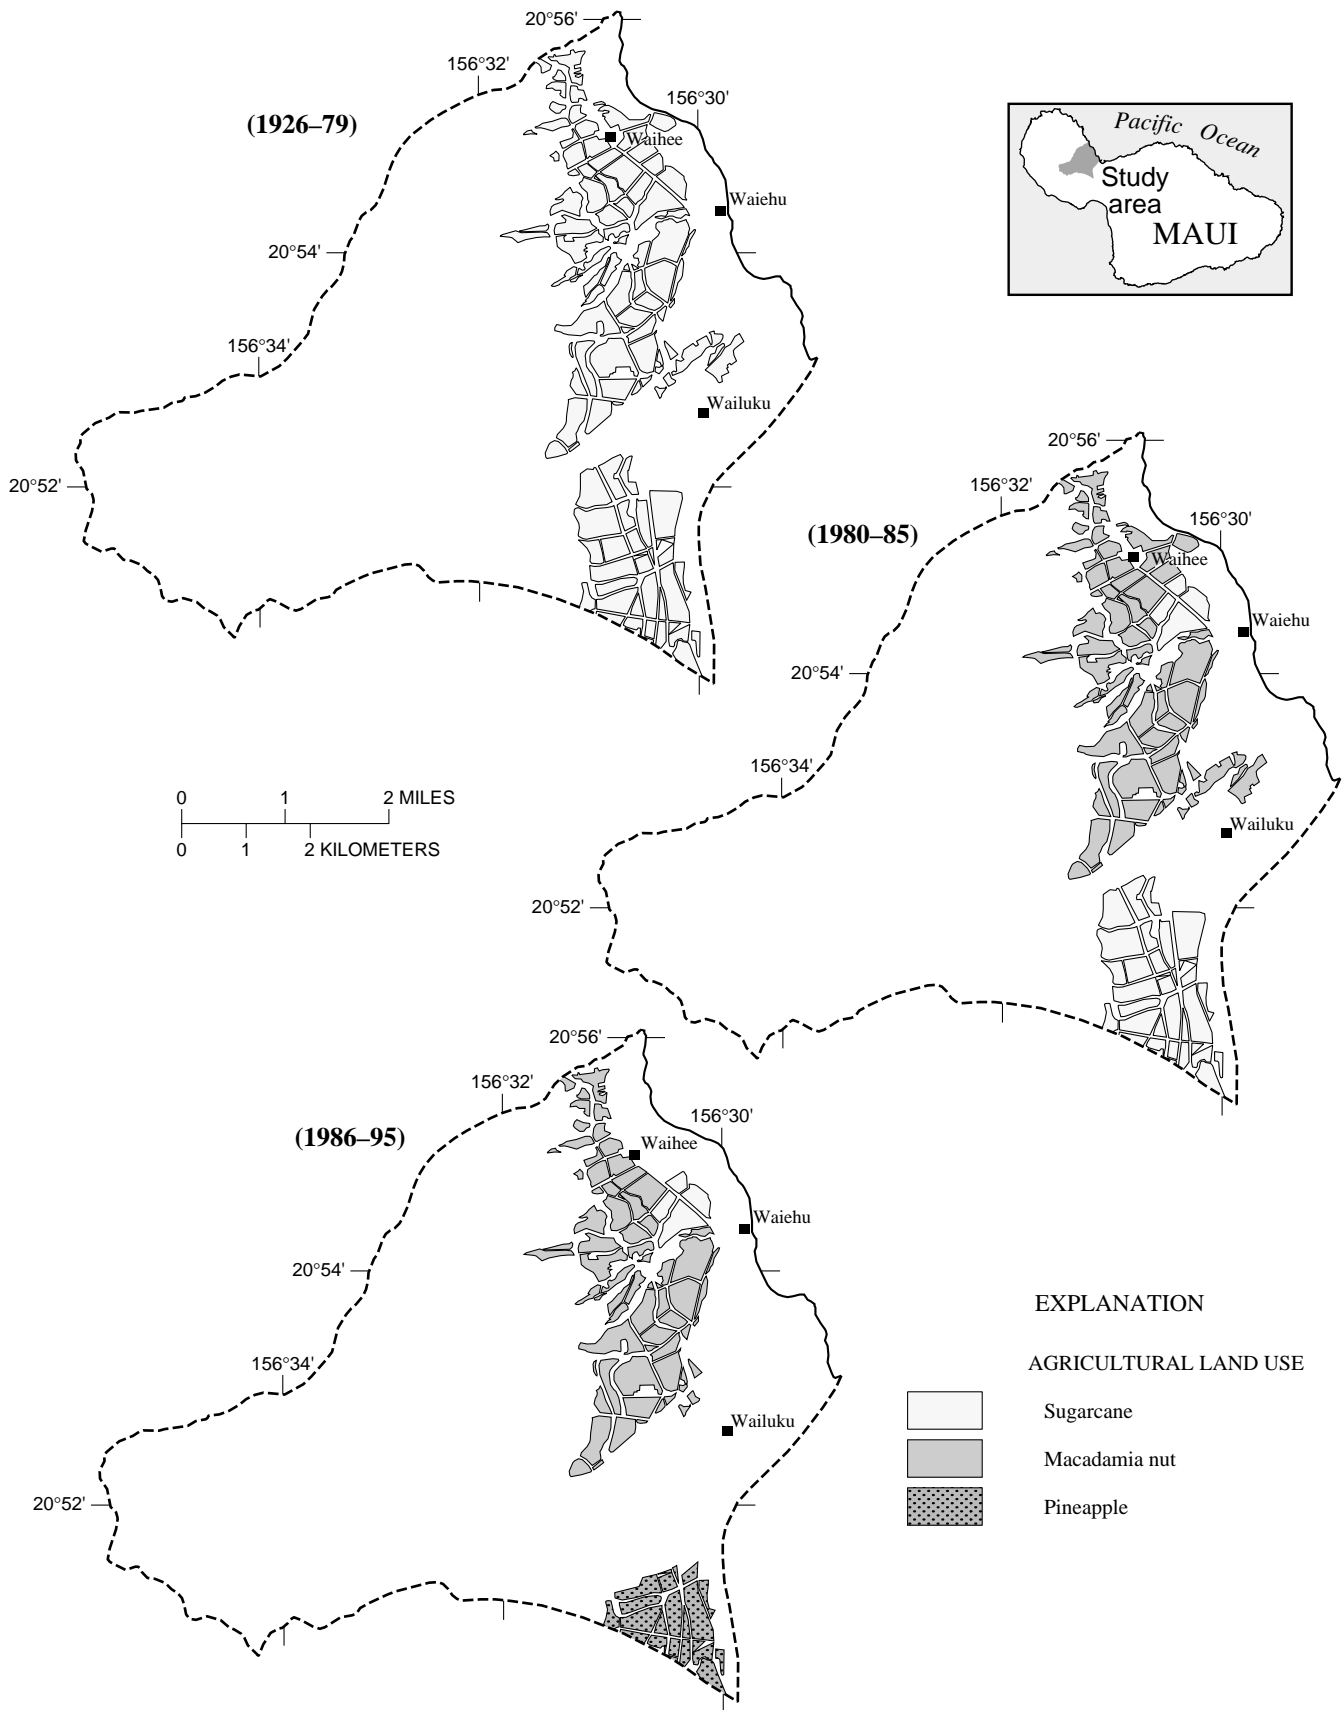 20°56'
156°32'
156°30'
(1926–79)
Waihee
Waiehu
20°54'
156°34'
Wailuku
20°52'
Pacific Ocean
Study
area
MAUI
20°56'
156°32'
156°30'
(1980–85)
Waihee
Waiehu
20°54'
156°34'
Wailuku
20°52'
0 1 2 MILES
0 1 2 KILOMETERS
20°56'
156°32'
156°30'
(1986–95)
Waihee
Waiehu
20°54'
156°34'
Wailuku
20°52'
EXPLANATION
AGRICULTURAL LAND USE
Sugarcane
Macadamia nut
Pineapple